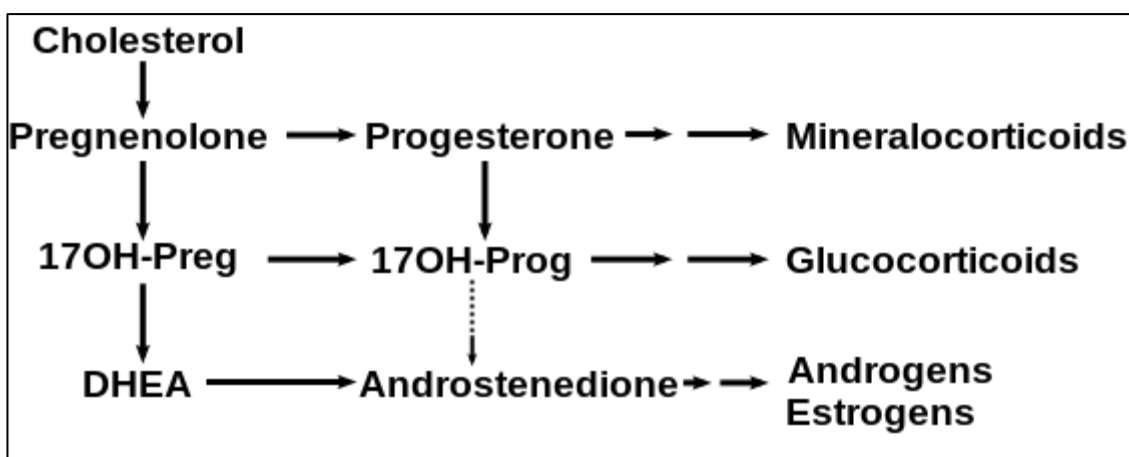 Cholesterol
Pregnenolone Progesterone Mineralocorticoids
17OH-Preg 17OH-Prog Glucocorticoids
DHEA Androstenedione Androgens
Estrogens